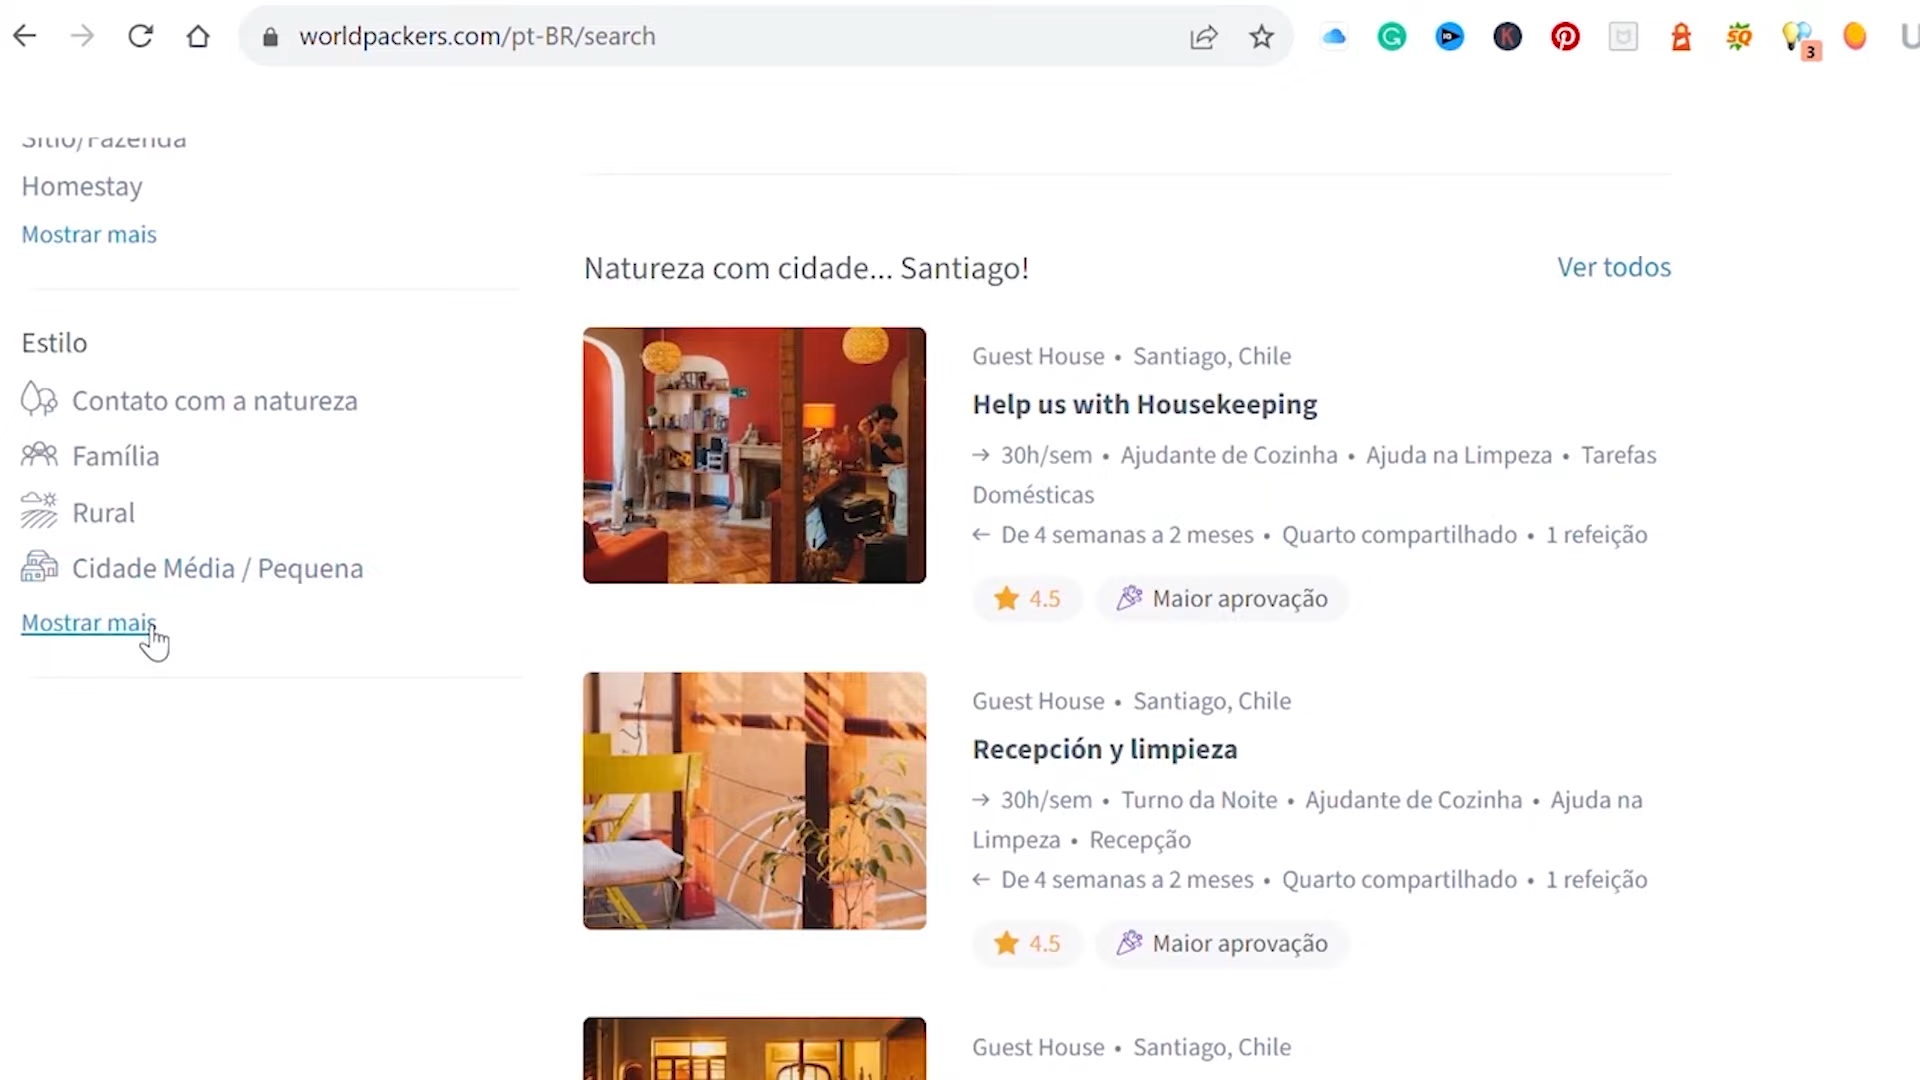 worldpackers.com/pt-BR/search
3
Sítio/Fazenda
Homestay
Mostrar mais
Estilo
Contato com a natureza
Família
Rural
Cidade Média / Pequena
Mostrar mais
Natureza com cidade... Santiago!
Ver todos
Guest House • Santiago, Chile
Help us with Housekeeping
→ 30h/sem • Ajudante de Cozinha • Ajuda na Limpeza • Tarefas
Domésticas
← De 4 semanas a 2 meses • Quarto compartilhado • 1 refeição
4.5
Maior aprovação
Guest House • Santiago, Chile
Recepción y limpieza
→ 30h/sem • Turno da Noite • Ajudante de Cozinha • Ajuda na
Limpeza • Recepção
← De 4 semanas a 2 meses • Quarto compartilhado • 1 refeição
4.5
Maior aprovação
Guest House • Santiago, Chile